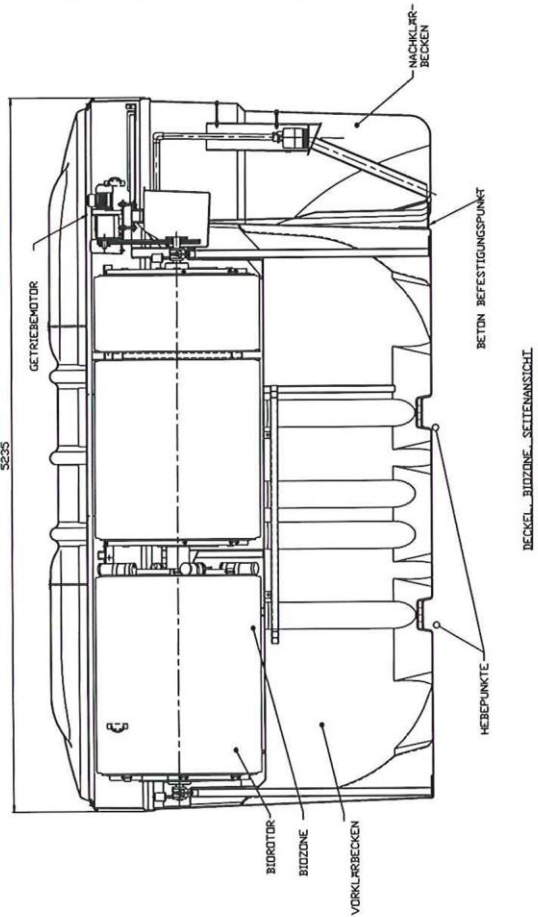 5235
GETRIEBEMOTOR
NACHKLÄR-
BECKEN
BIOROTOR
BIOZONE
VORKLÄRBECKEN
HEBEPUNKTE
BETON BEFESTIGUNGSPUNKT
DECKEL, BIOZONE, SEITENANSICHT